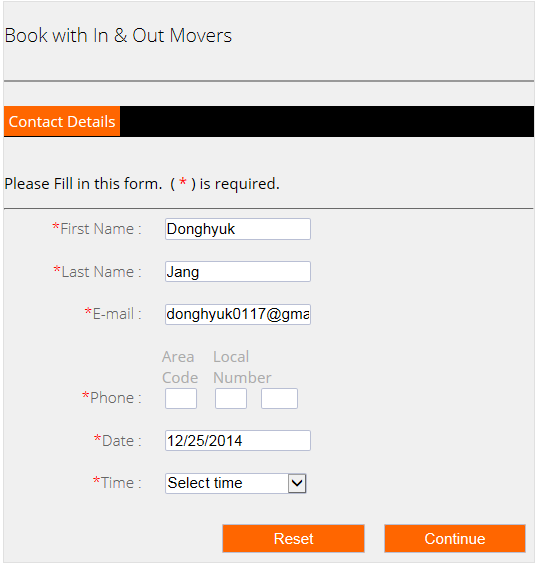 Book with In & Out Movers
Contact Details
Please Fill in this form. ( * ) is required.
*First Name : Donghyuk
*Last Name : Jang
*E-mail : donghyuk0117@gma
Area Local
Code Number
*Phone :
*Date : 12/25/2014
*Time : Select time
Reset Continue